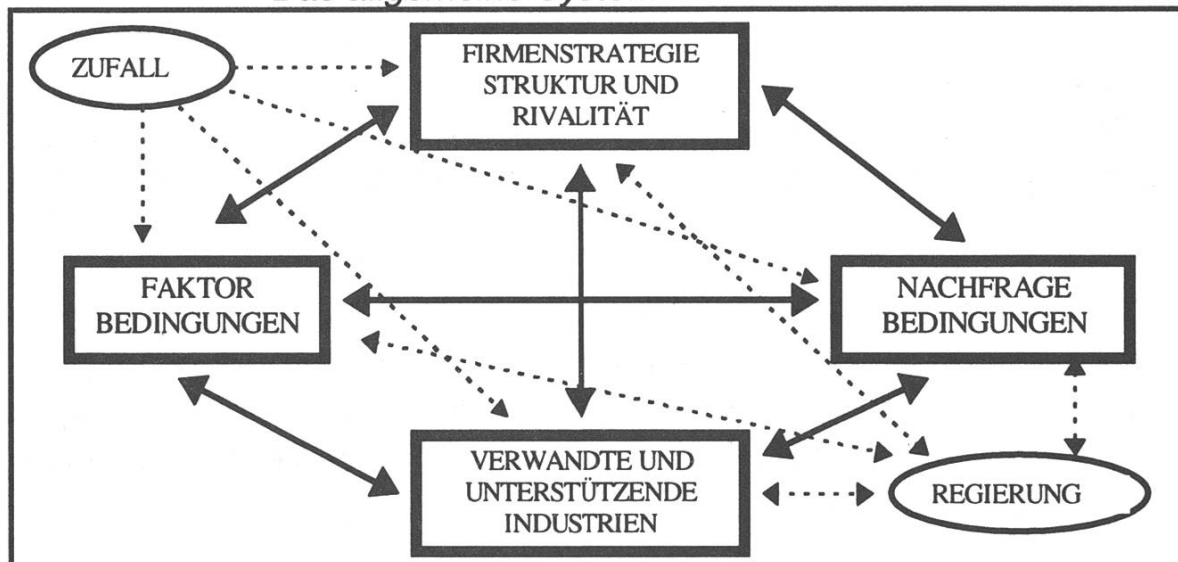 ZUFALL
FIRMENSTRATEGIE
STRUKTUR UND
RIVALITÄT
FAKTOR
BEDINGUNGEN
NACHFRAGE
BEDINGUNGEN
VERWANDTE UND
UNTERSTÜTZENDE
INDUSTRIEN
REGIERUNG